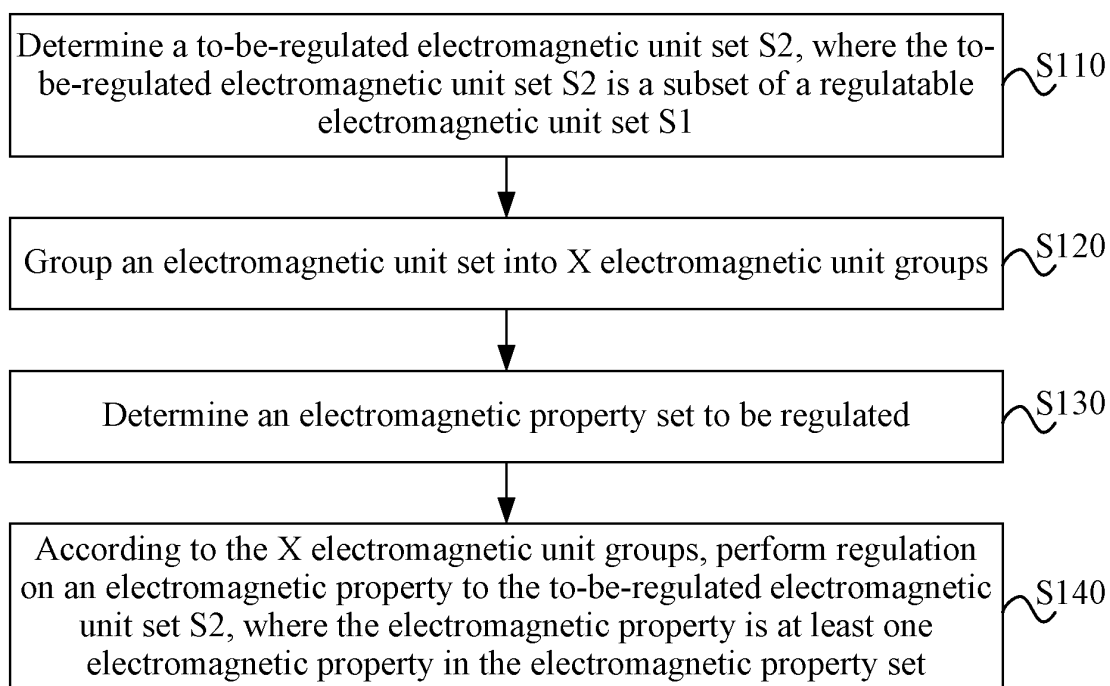 Determine a to-be-regulated electromagnetic unit set S2, where the to-
be-regulated electromagnetic unit set S2 is a subset of a regulatable
electromagnetic unit set S1
S110
Group an electromagnetic unit set into X electromagnetic unit groups
S120
Determine an electromagnetic property set to be regulated
S130
According to the X electromagnetic unit groups, perform regulation
on an electromagnetic property to the to-be-regulated electromagnetic
unit set S2, where the electromagnetic property is at least one
electromagnetic property in the electromagnetic property set
S140